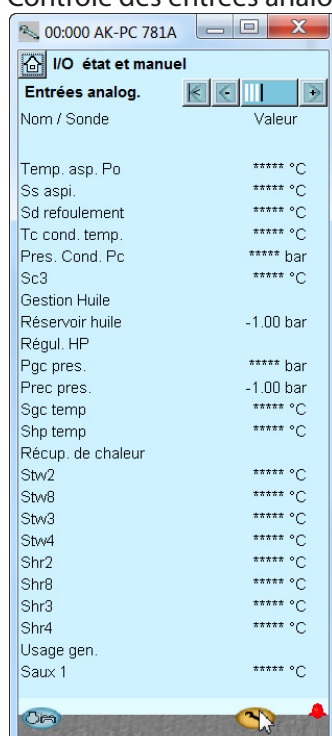 Contrôle des entrées analo
00:000 AK-PC 781A
I/O état et manuel
Entrées analog.
Nom / Sonde Valeur
Temp. asp. Po ***** °C
Ss aspi. ***** °C
Sd refoulement ***** °C
Tc cond. temp. ***** °C
Pres. Cond. Pc ***** bar
Sc3 ***** °C
Gestion Huile
Réservoir huile -1.00 bar
Régul. HP
Pgc pres. ***** bar
Prec pres. -1.00 bar
Sgc temp ***** °C
Shp temp ***** °C
Récup. de chaleur
Stw2 ***** °C
Stw8 ***** °C
Stw3 ***** °C
Stw4 ***** °C
Shr2 ***** °C
Shr8 ***** °C
Shr3 ***** °C
Shr4 ***** °C
Usage gen.
Saux 1 ***** °C